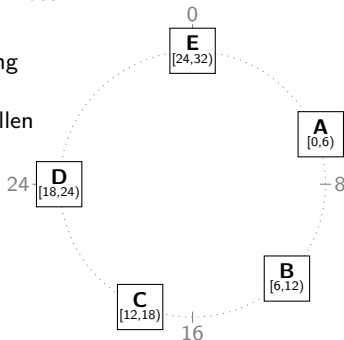 0
E
[24,32)
ng
llen
A
[0,6)
D
[18,24)
24
8
B
[6,12)
C
[12,18)
16